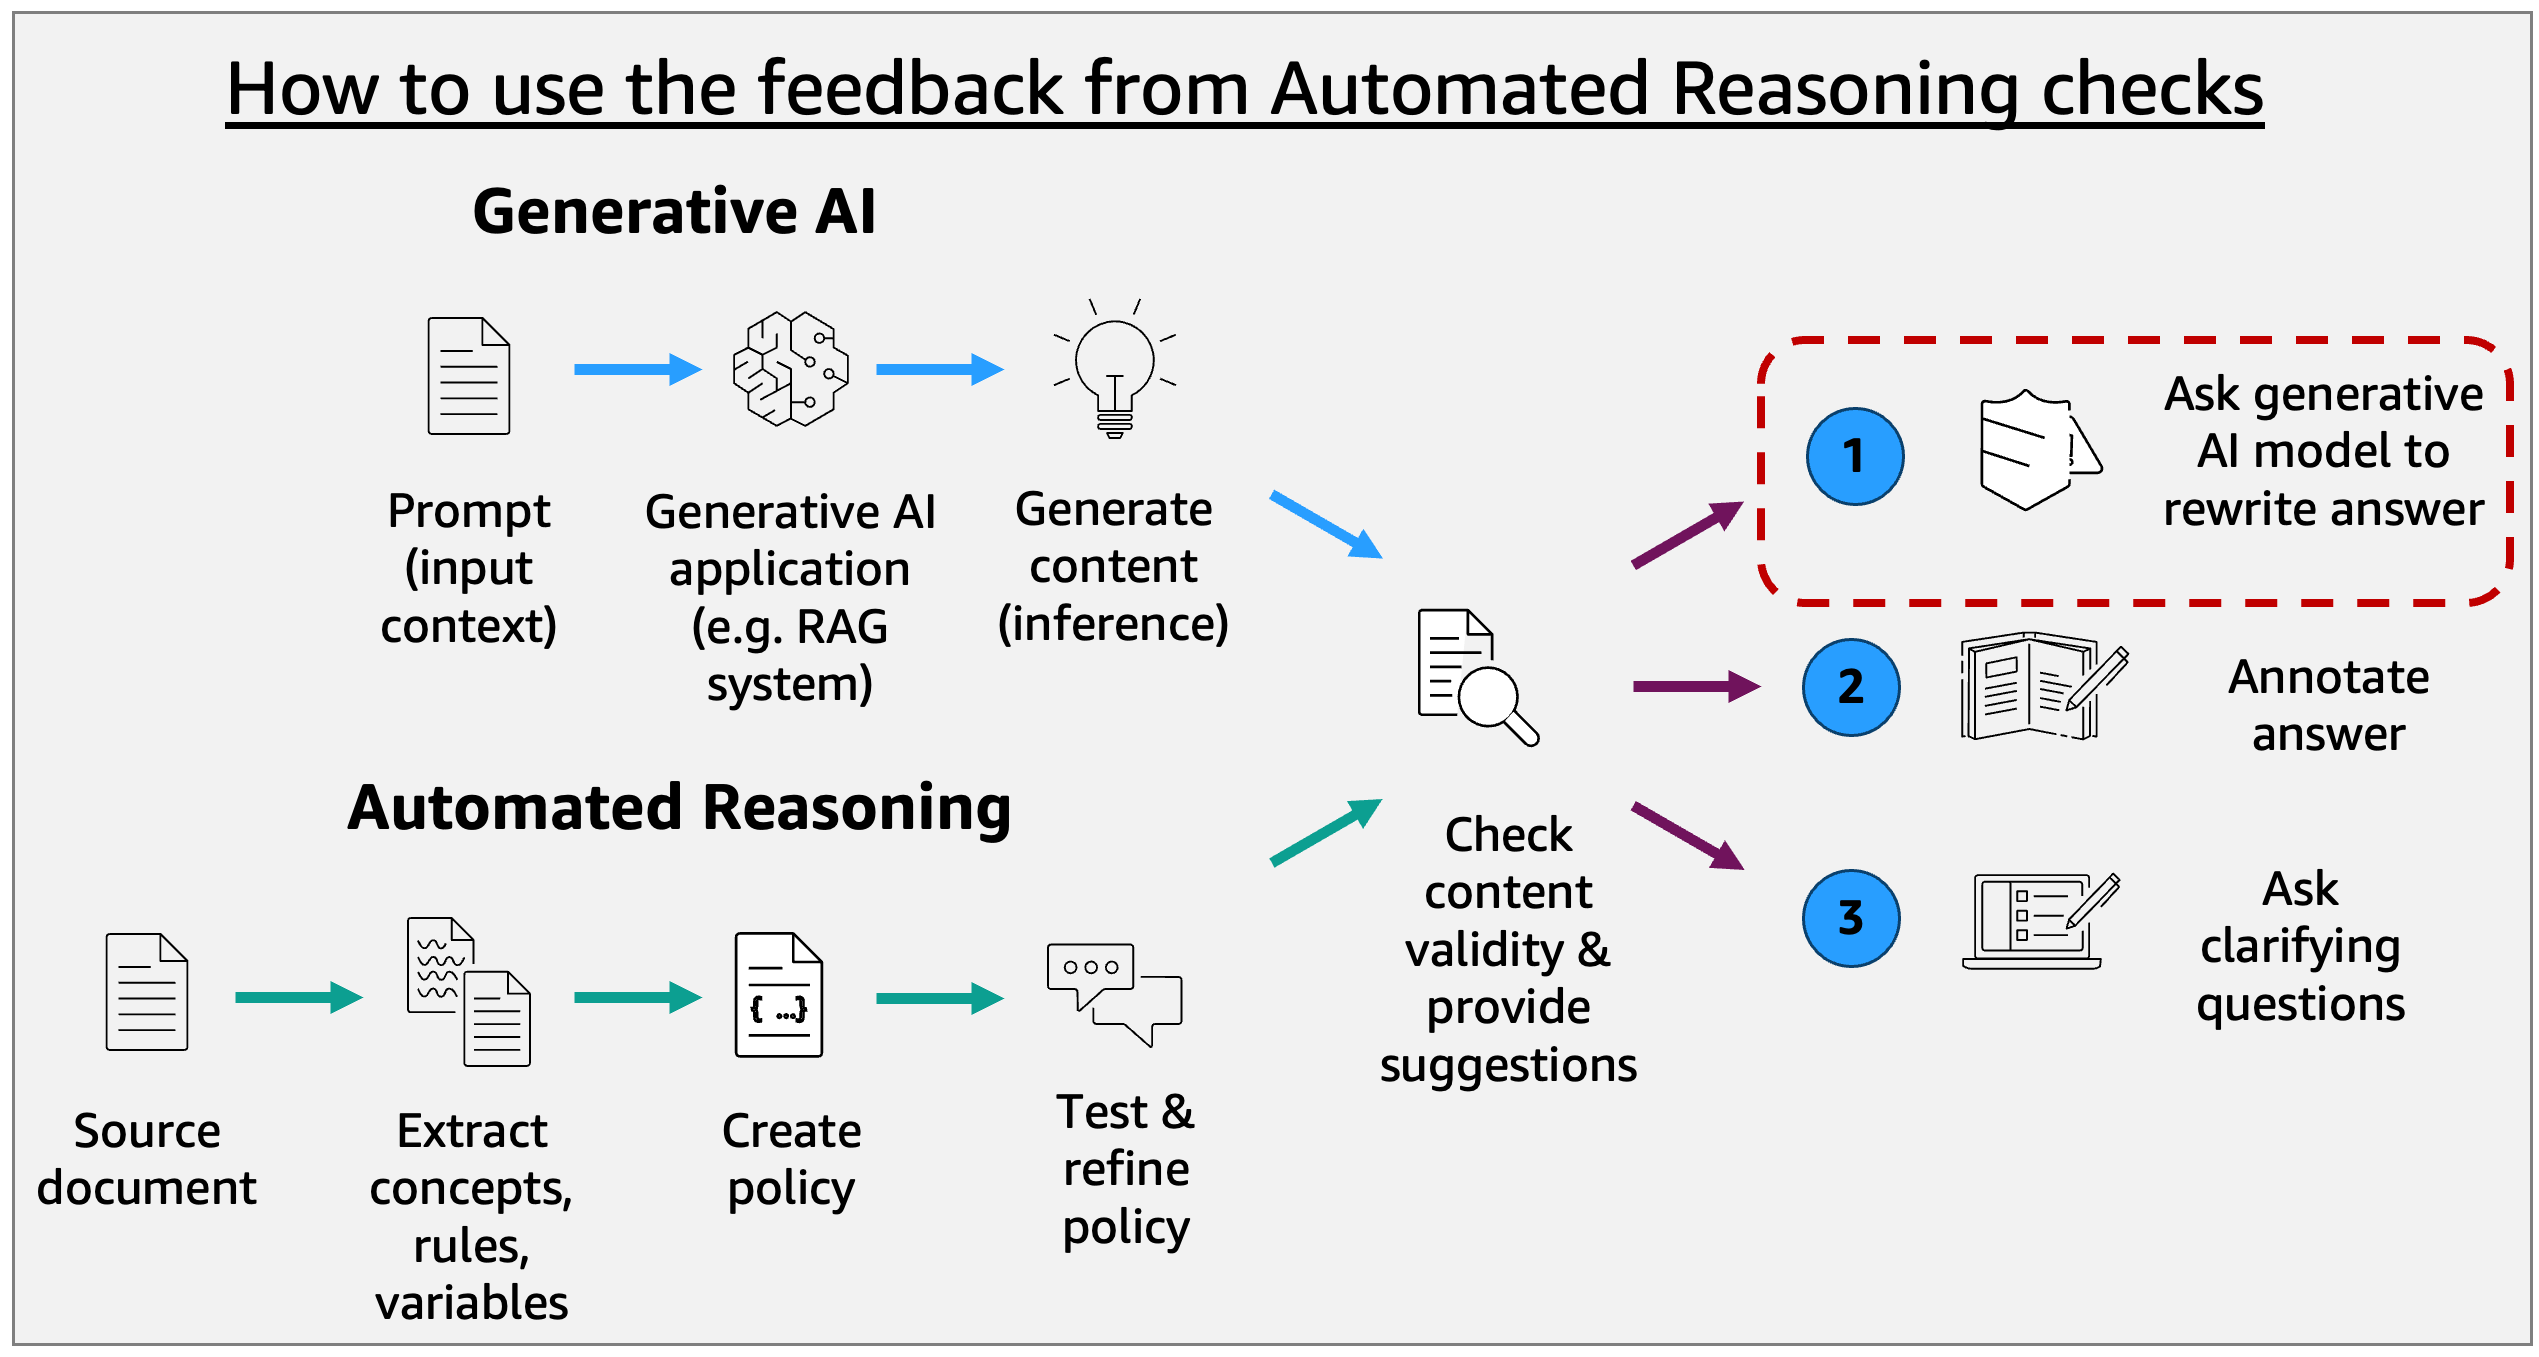 How to use the feedback from Automated Reasoning checks
Generative AI
Prompt
(input
context)
Generative AI
application
(e.g. RAG
system)
Generate
content
(inference)
Automated Reasoning
Source
document
Extract
concepts,
rules,
variables
{ ...}
Create
policy
Test &
refine
policy
Check
content
validity &
provide
suggestions
1
Ask generative
AI model to
rewrite answer
2
Annotate
answer
3
Ask
clarifying
questions